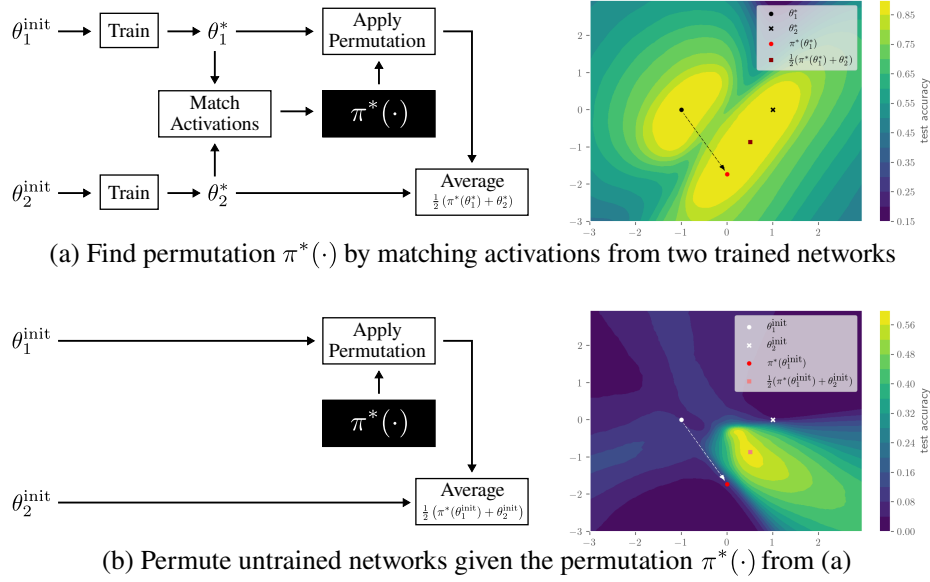 θ₁^init
Train
θ₁*
Apply
Permutation
Match
Activations
π*(·)
θ₂^init
Train
θ₂*
Average
½(π*(θ₁*) + θ₂*)
3
2
1
0
−1
−2
−3
−3
−2
−1
0
1
2
θ₁*
θ₂*
π*(θ₁*)
½(π*(θ₁*) + θ₂*)
0.85
0.75
0.65
0.55
0.45
0.35
0.25
0.15
test accuracy
(a) Find permutation π*(·) by matching activations from two trained networks
θ₁^init
Apply
Permutation
π*(·)
θ₂^init
Average
½(π*(θ₁^init) + θ₂^init)
2
1
0
−1
−2
−3
−3
−2
−1
0
1
2
θ₁^init
θ₂^init
π*(θ₁^init)
½(π*(θ₁^init) + θ₂^init)
0.56
0.48
0.40
0.32
0.24
0.16
0.08
0.00
test accuracy
(b) Permute untrained networks given the permutation π*(·) from (a)